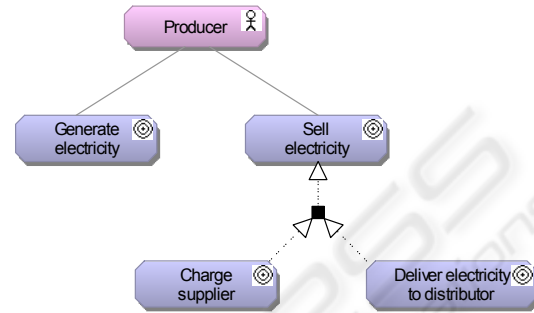 Producer
Generate
electricity
Sell
electricity
Charge
supplier
Deliver electricity
to distributor